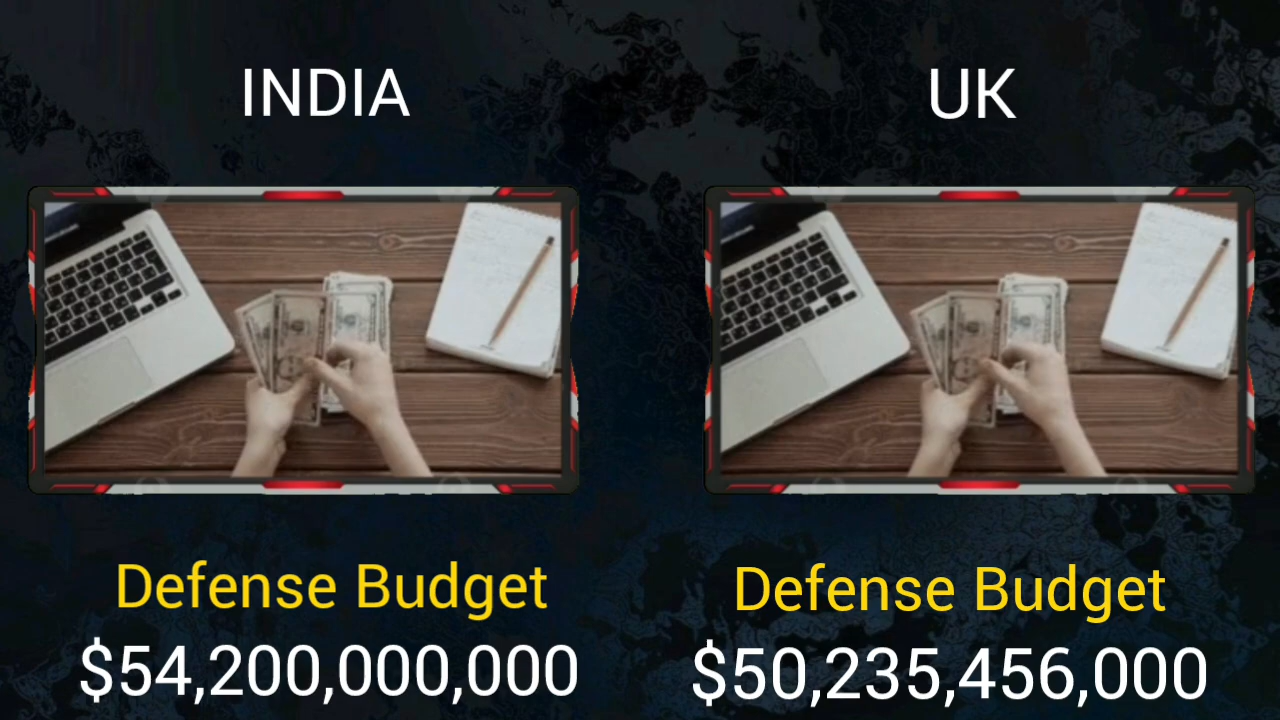 INDIA
UK
Defense Budget
Defense Budget
$54,200,000,000
$50,235,456,000